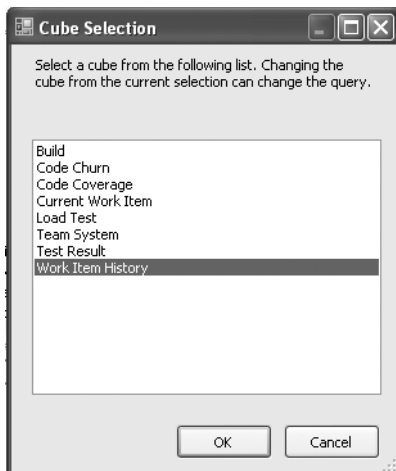 Cube Selection
Select a cube from the following list. Changing the
cube from the current selection can change the query.
Build
Code Churn
Code Coverage
Current Work Item
Load Test
Team System
Test Result
Work Item History
OK Cancel